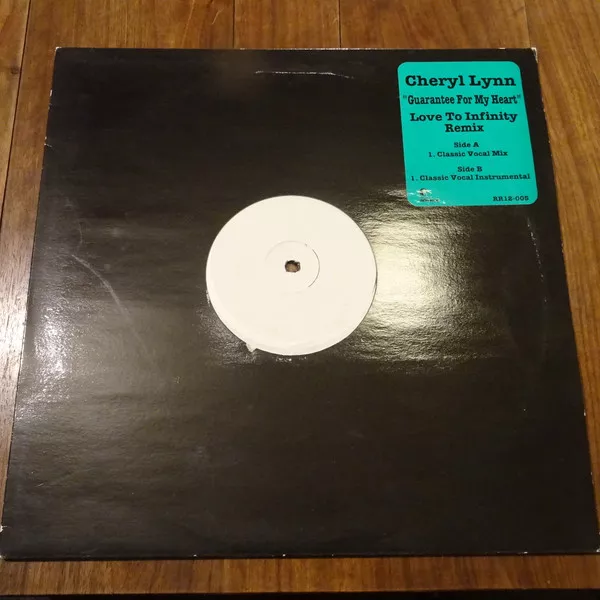 Cheryl Lynn
"Guarantee For My Heart"
Love To Infinity
Remix
Side A
1. Classic Vocal Mix
Side B
1. Classic Vocal Instrumental
RR12-005